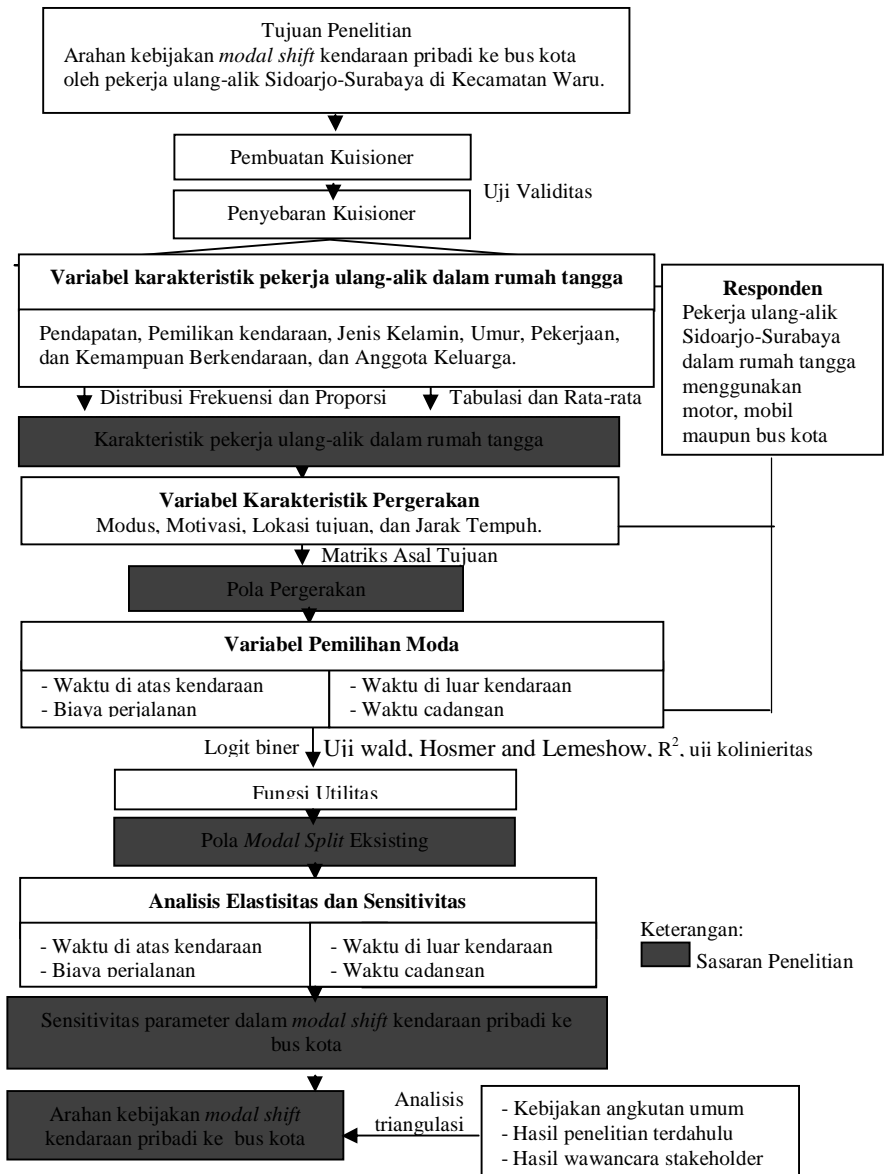 Tujuan Penelitian
Arahan kebijakan modal shift kendaraan pribadi ke bus kota
oleh pekerja ulang-alik Sidoarjo-Surabaya di Kecamatan Waru.
Pembuatan Kuisioner
Uji Validitas
Penyebaran Kuisioner
Variabel karakteristik pekerja ulang-alik dalam rumah tangga
Pendapatan, Pemilikan kendaraan, Jenis Kelamin, Umur, Pekerjaan,
dan Kemampuan Berkendaraan, dan Anggota Keluarga.
Responden
Pekerja ulang-alik
Sidoarjo-Surabaya
dalam rumah tangga
menggunakan
motor, mobil
maupun bus kota
Distribusi Frekuensi dan Proporsi
Tabulasi dan Rata-rata
Karakteristik pekerja ulang-alik dalam rumah tangga
Variabel Karakteristik Pergerakan
Modus, Motivasi, Lokasi tujuan, dan Jarak Tempuh.
Matriks Asal Tujuan
Pola Pergerakan
Variabel Pemilihan Moda
- Waktu di atas kendaraan
- Biaya perjalanan
- Waktu di luar kendaraan
- Waktu cadangan
Logit biner
Uji wald, Hosmer and Lemeshow, R², uji kolinieritas
Fungsi Utilitas
Pola Modal Split Eksisting
Analisis Elastisitas dan Sensitivitas
- Waktu di atas kendaraan
- Biaya perjalanan
- Waktu di luar kendaraan
- Waktu cadangan
Keterangan:
Sasaran Penelitian
Sensitivitas parameter dalam modal shift kendaraan pribadi ke
bus kota
Arahan kebijakan modal shift
kendaraan pribadi ke bus kota
Analisis
triangulasi
- Kebijakan angkutan umum
- Hasil penelitian terdahulu
- Hasil wawancara stakeholder